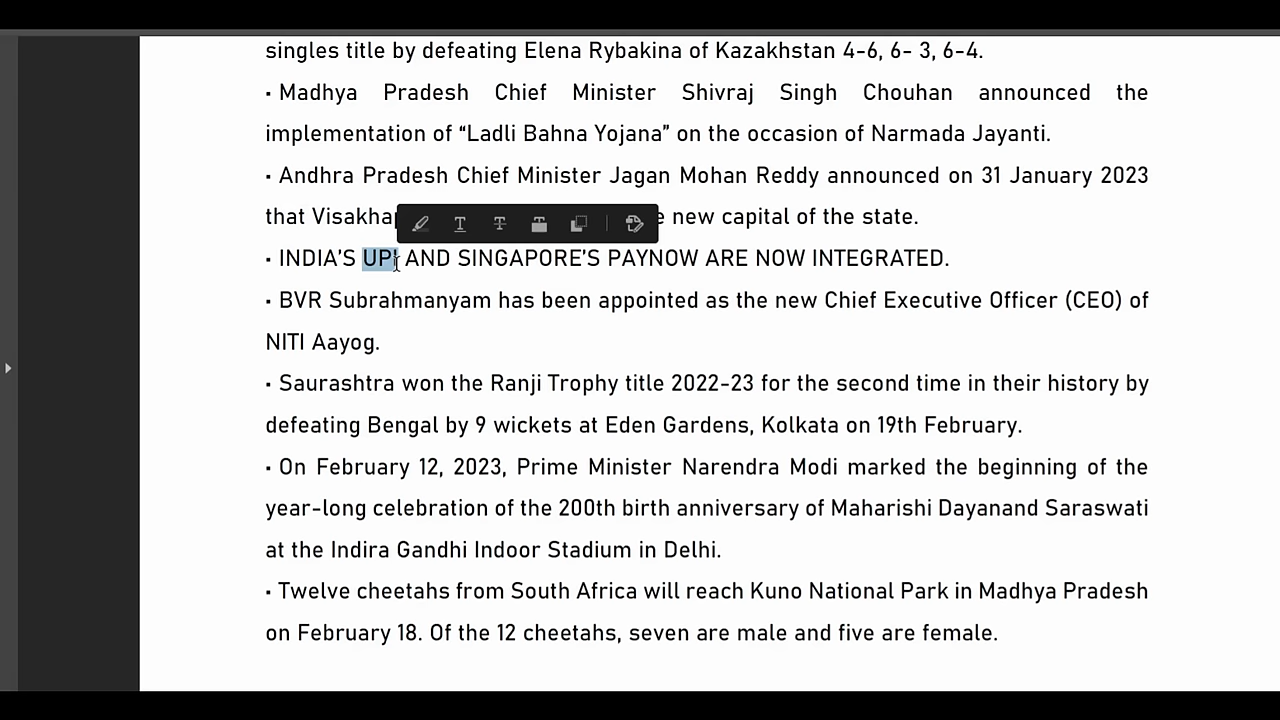 singles title by defeating Elena Rybakina of Kazakhstan 4-6, 6- 3, 6-4.
▪ Madhya Pradesh Chief Minister Shivraj Singh Chouhan announced the
implementation of “Ladli Bahna Yojana” on the occasion of Narmada Jayanti.
▪ Andhra Pradesh Chief Minister Jagan Mohan Reddy announced on 31 January 2023
that new capital of the state.
▪ INDIA’S UPI AND SINGAPORE’S PAYNOW ARE NOW INTEGRATED.
▪ BVR Subrahmanyam has been appointed as the new Chief Executive Officer (CEO) of
NITI Aayog.
▪ Saurashtra won the Ranji Trophy title 2022-23 for the second time in their history by
defeating Bengal by 9 wickets at Eden Gardens, Kolkata on 19th February.
▪ On February 12, 2023, Prime Minister Narendra Modi marked the beginning of the
year-long celebration of the 200th birth anniversary of Maharishi Dayanand Saraswati
at the Indira Gandhi Indoor Stadium in Delhi.
▪ Twelve cheetahs from South Africa will reach Kuno National Park in Madhya Pradesh
on February 18. Of the 12 cheetahs, seven are male and five are female.